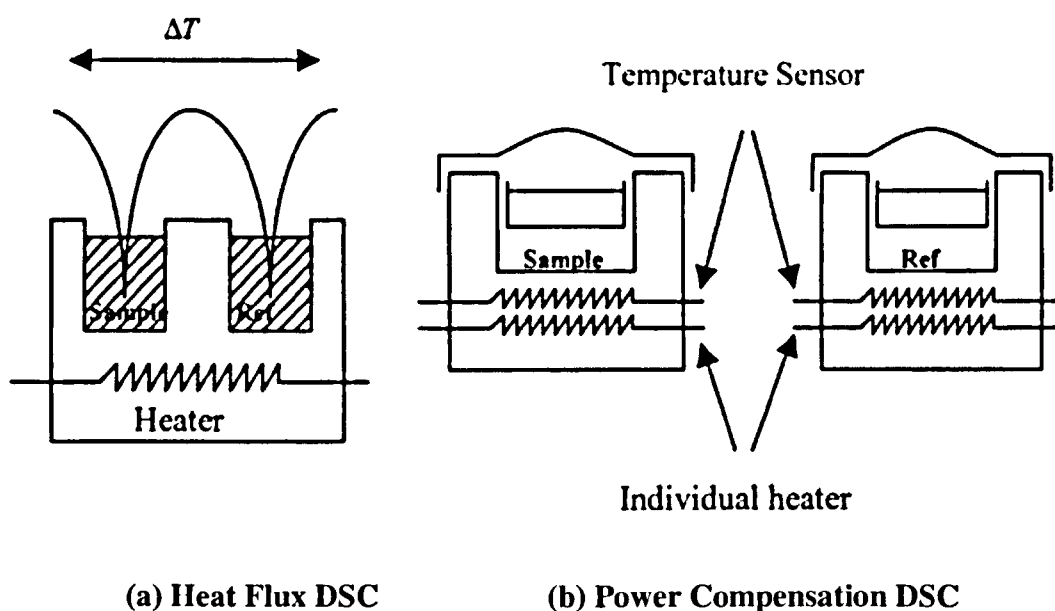 ΔT
Temperature Sensor
Sample
Ref
Sample
Ref
Heater
Individual heater
(a) Heat Flux DSC
(b) Power Compensation DSC